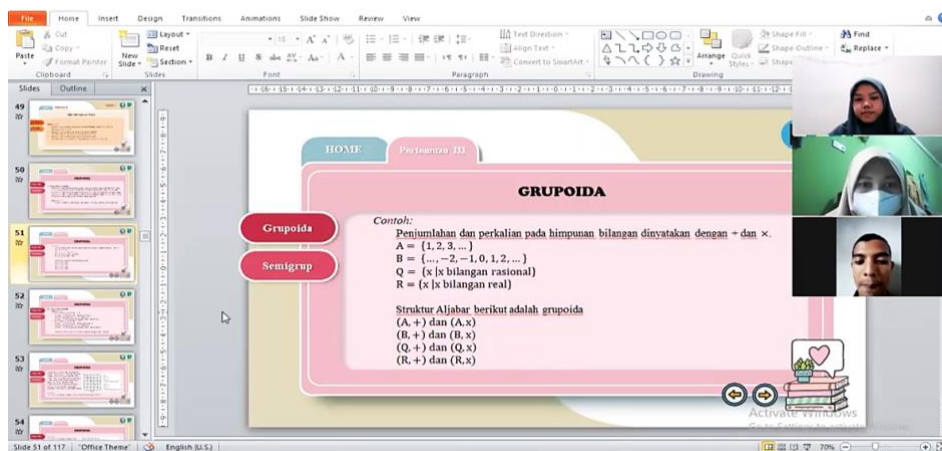 File Home Insert Design Transitions Animations Slide Show Review View
Paste Cut Copy Format Painter
New Slide Layout Reset Section
Text Direction Align Text Convert to SmartArt
Arrange Quick Styles Shape Fill Shape Outline
Find Replace
Clipboard Slides Font Paragraph Drawing
Slides Outline
49
50
51
52
53
54
HOME Pertemuan III
GRUPOIDA
Grupoida
Semigrup
Contoh:
Penjumlahan dan perkalian pada himpunan bilangan dinyatakan dengan + dan ×.
A = {1, 2, 3, ... }
B = {..., −2, −1, 0, 1, 2, ... }
Q = {x |x bilangan rasional}
R = {x |x bilangan real}
Struktur Aljabar berikut adalah grupoida
(A, +) dan (A, x)
(B, +) dan (B, x)
(Q, +) dan (Q, x)
(R, +) dan (R, x)
Activate Windows
Slide 51 of 117 "Office Theme" English (U.S.) 70%